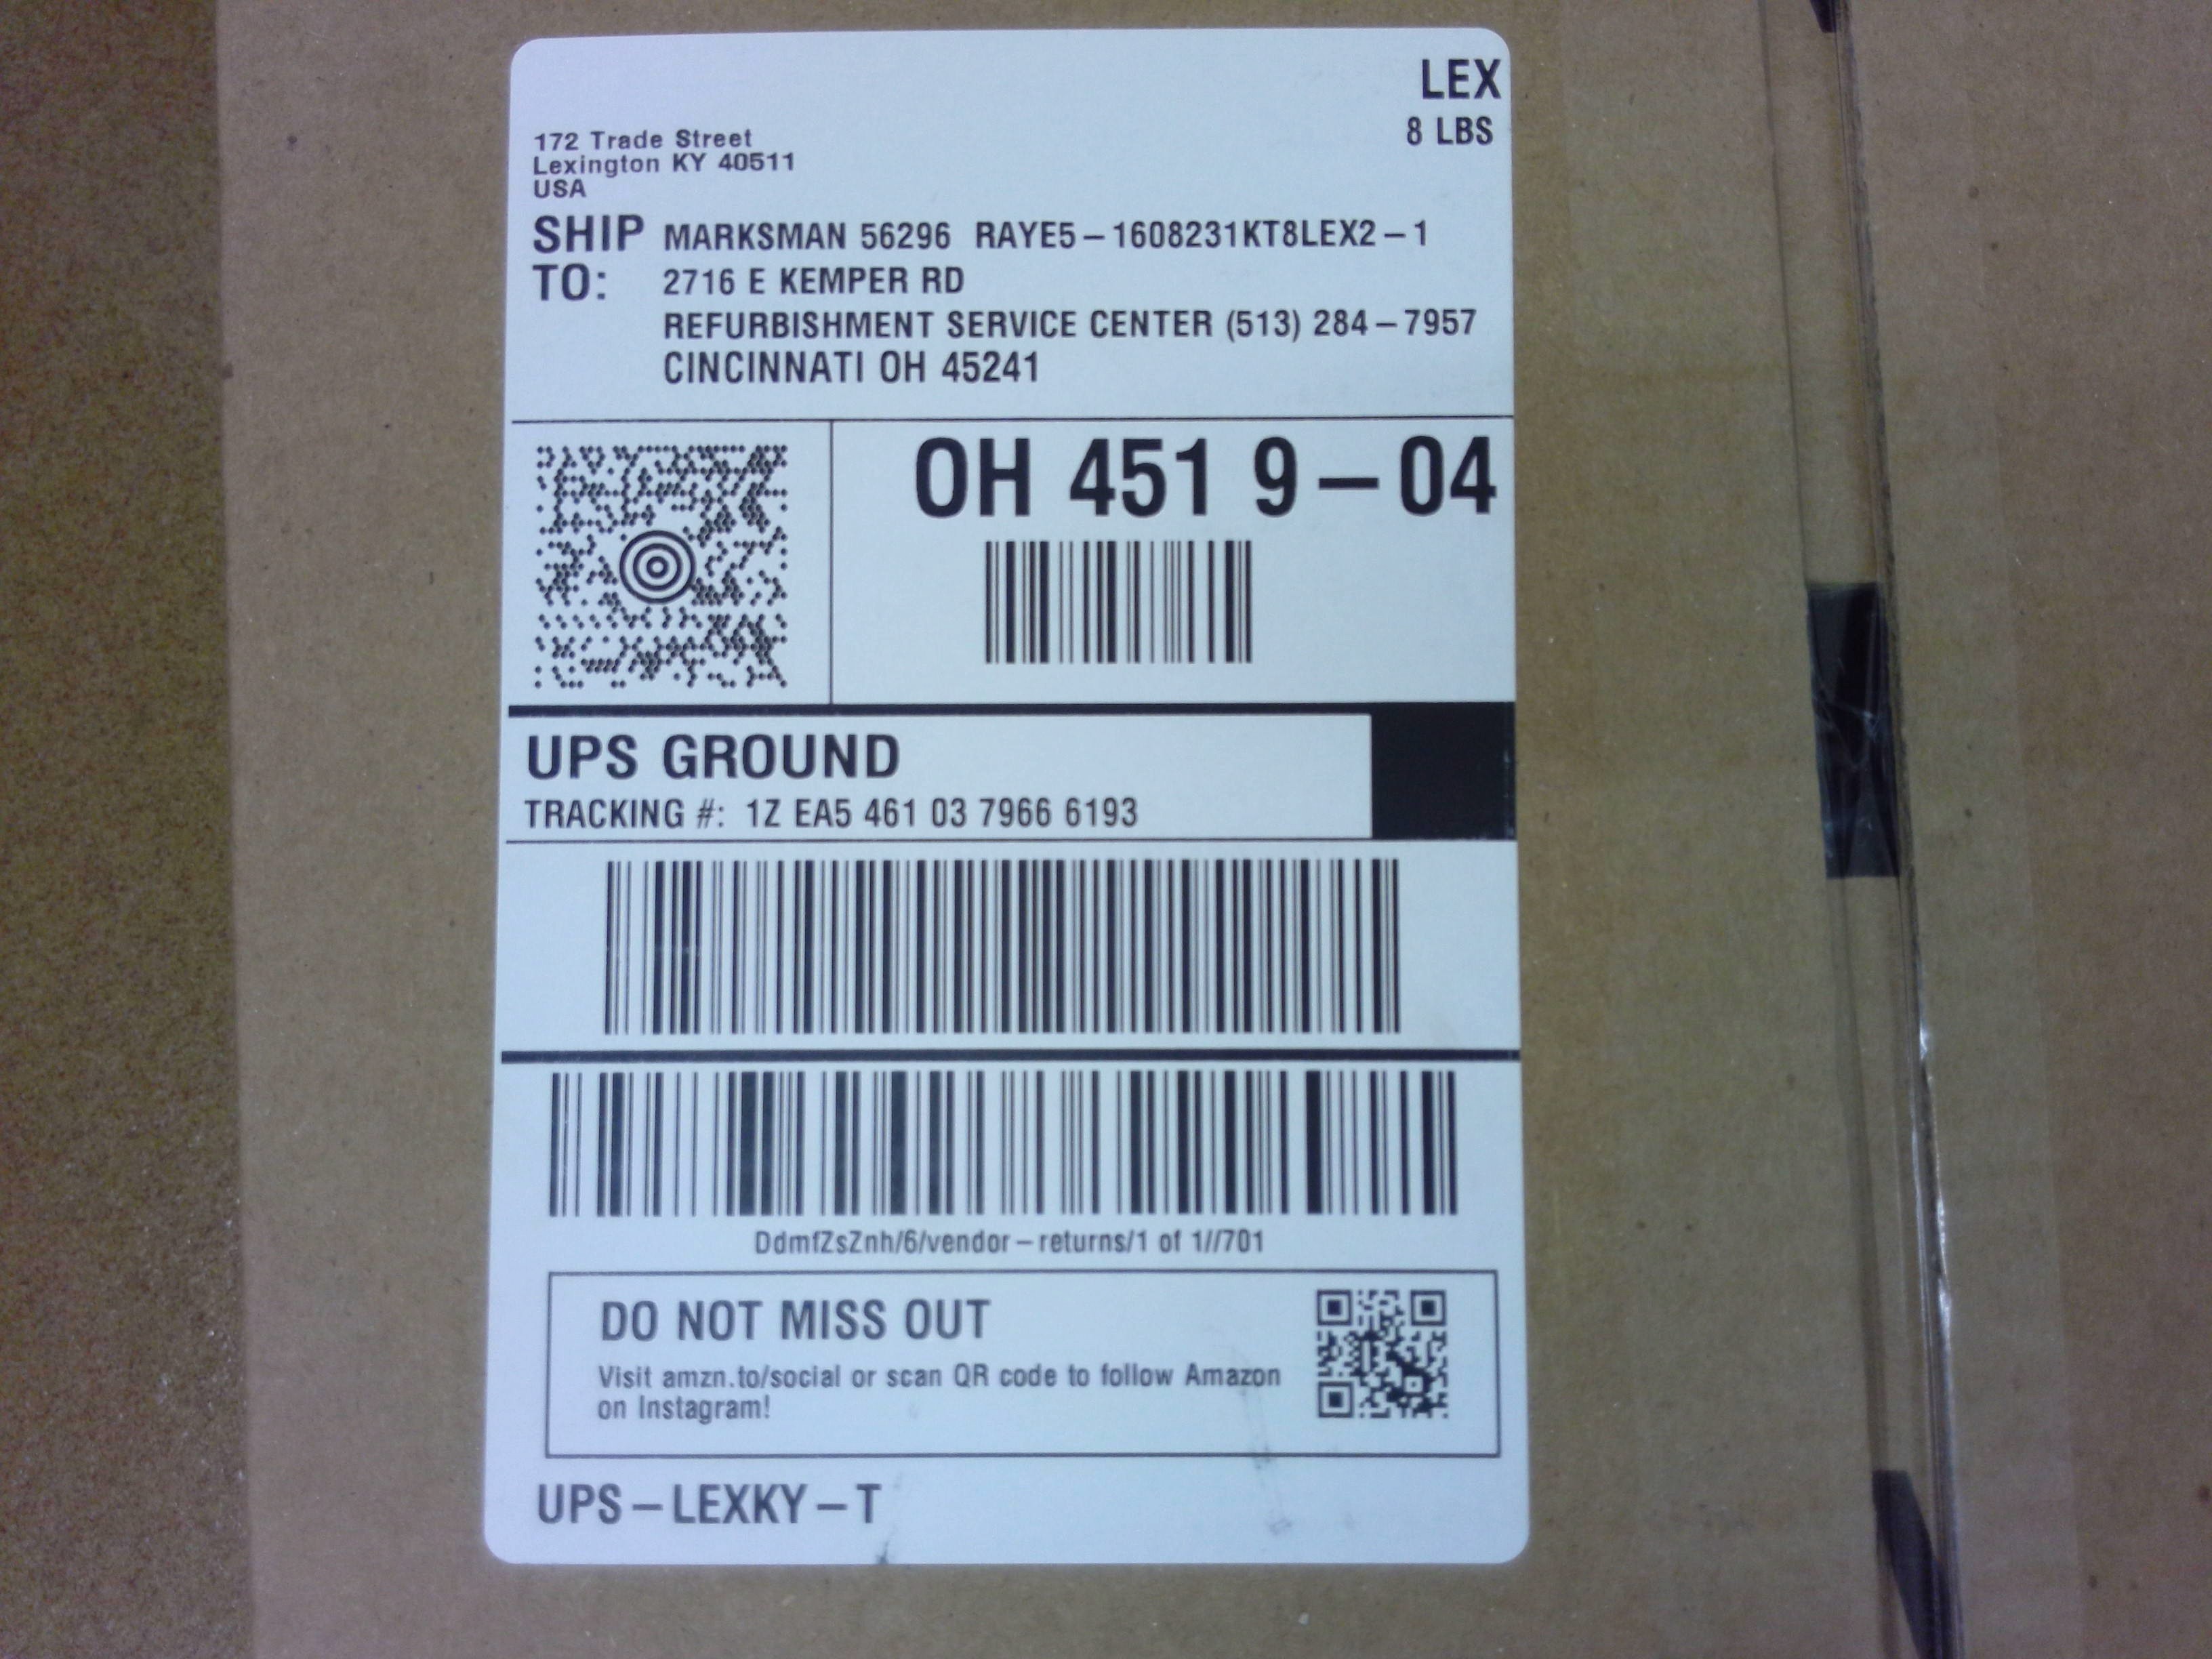 LEX
8 LBS
172 Trade Street
Lexington KY 40511
USA
SHIP TO: MARKSMAN 56296 RAYE5-1608231KT8LEX2-1
2716 E KEMPER RD
REFURBISHMENT SERVICE CENTER (513) 284-7957
CINCINNATI OH 45241
OH 451 9-04
UPS GROUND
TRACKING #: 1Z EA5 461 03 7966 6193
DdmfZsZnh/6/vendor-returns/1 of 1//701
DO NOT MISS OUT
Visit amzn.to/social or scan QR code to follow Amazon
on Instagram!
UPS-LEXKY-T